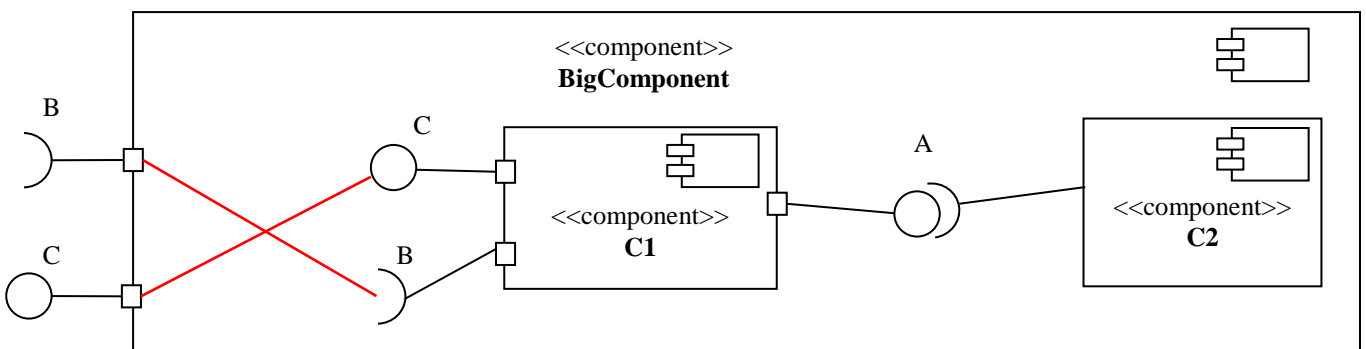 <<component>>
BigComponent
B
C
A
<<component>>
C1
<<component>>
C2
C
B